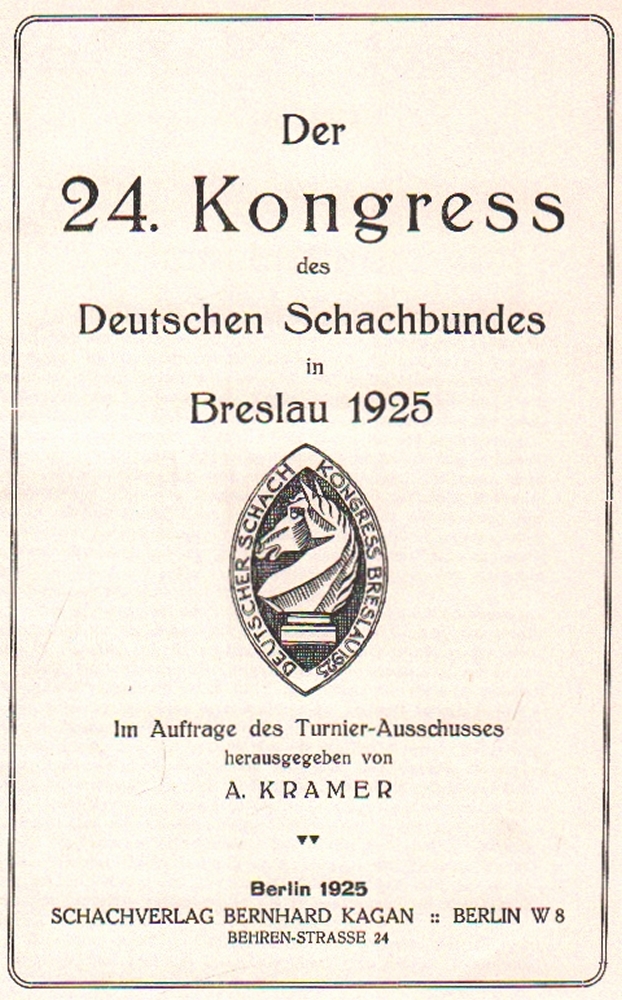 Der
24. Kongress
des
Deutschen Schachbundes
in
Breslau 1925
DEUTSCHER SCHACH KONGRESS BRESLAU 1925
Im Auftrage des Turnier-Ausschusses
herausgegeben von
A. KRAMER
Berlin 1925
SCHACHVERLAG BERNHARD KAGAN :: BERLIN W 8
BEHREN-STRASSE 24